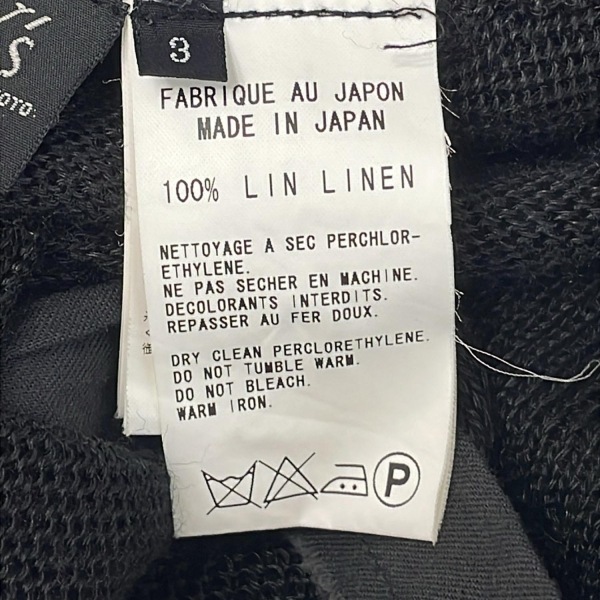 's
3
FABRIQUE AU JAPON
MADE IN JAPAN
100% LIN LINEN
NETTOYAGE A SEC PERCHLOR-
ETHYLENE.
NE PAS SECHER EN MACHINE.
DECOLORANTS INTERDITS.
REPASSER AU FER DOUX.
DRY CLEAN PERCLORETHYLENE.
DO NOT TUMBLE WARM.
DO NOT BLEACH.
WARM IRON.
P